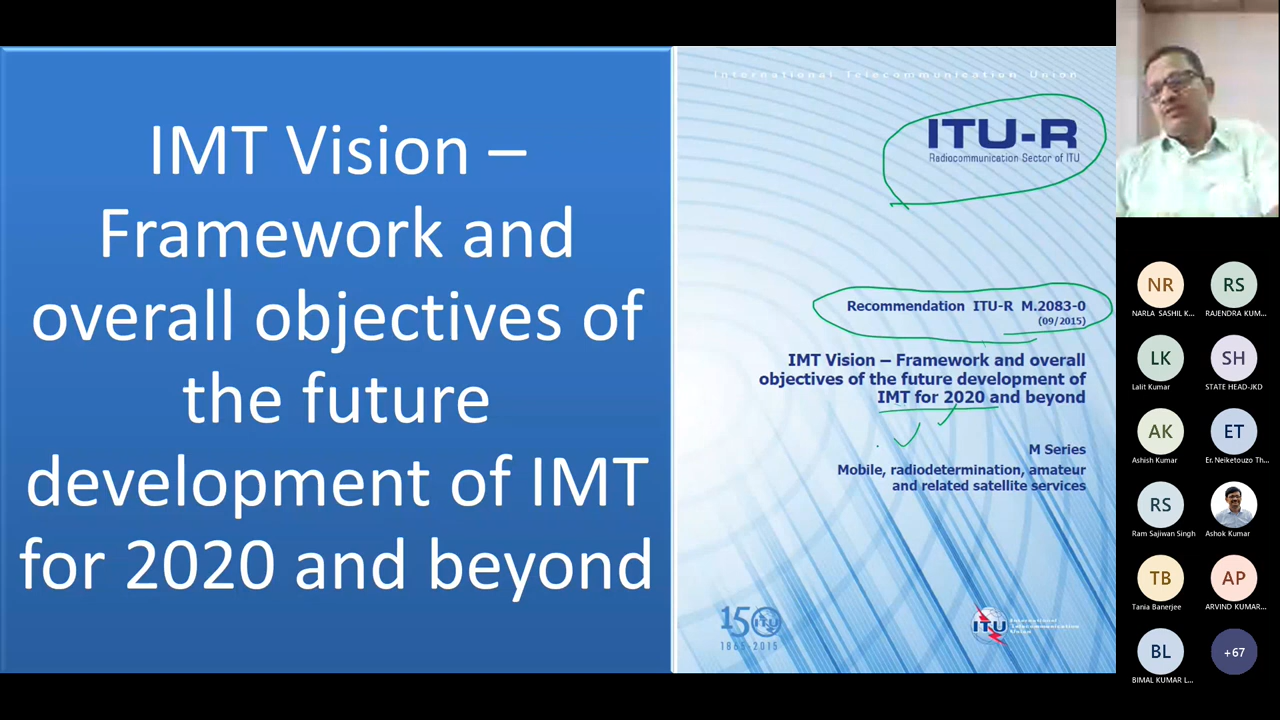 IMT Vision –
Framework and
overall objectives of
the future
development of IMT
for 2020 and beyond
International Telecommunication Union
ITU-R
Radiocommunication Sector of ITU
Recommendation ITU-R M.2083-0
(09/2015)
IMT Vision – Framework and overall
objectives of the future development of
IMT for 2020 and beyond
M Series
Mobile, radiodetermination, amateur
and related satellite services
150 ITU
1865-2015
ITU
International
Telecommunication
Union
NR
RS
NARLA SASHIL K...
RAJENDRA KUM...
LK
SH
Lalit Kumar
STATE HEAD-JKD
AK
ET
Ashish Kumar
Er. Neiketouzo Th...
RS
Ram Sajiwan Singh
Ashok Kumar
TB
AP
Tania Banerjee
ARVIND KUMAR...
BL
+67
BIMAL KUMAR L...